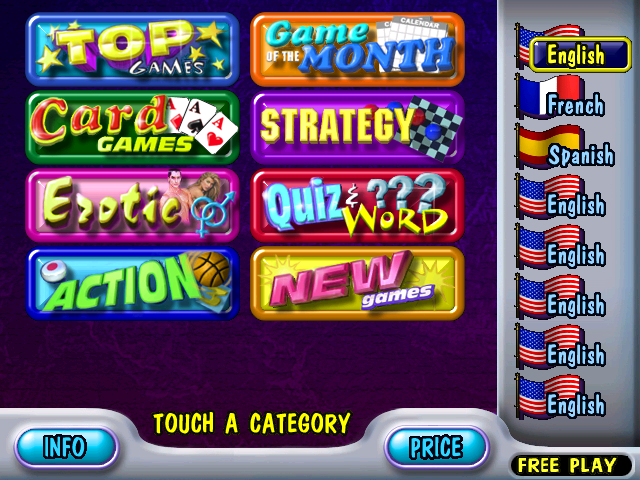 TOP
GAMES
Game
OF THE
MONTH
CALENDAR
Card
GAMES
A A A
STRATEGY
Erotic
Quiz & WORD
???
ACTION
NEW
games
TOUCH A CATEGORY
INFO
PRICE
English
French
Spanish
English
English
English
English
English
FREE PLAY